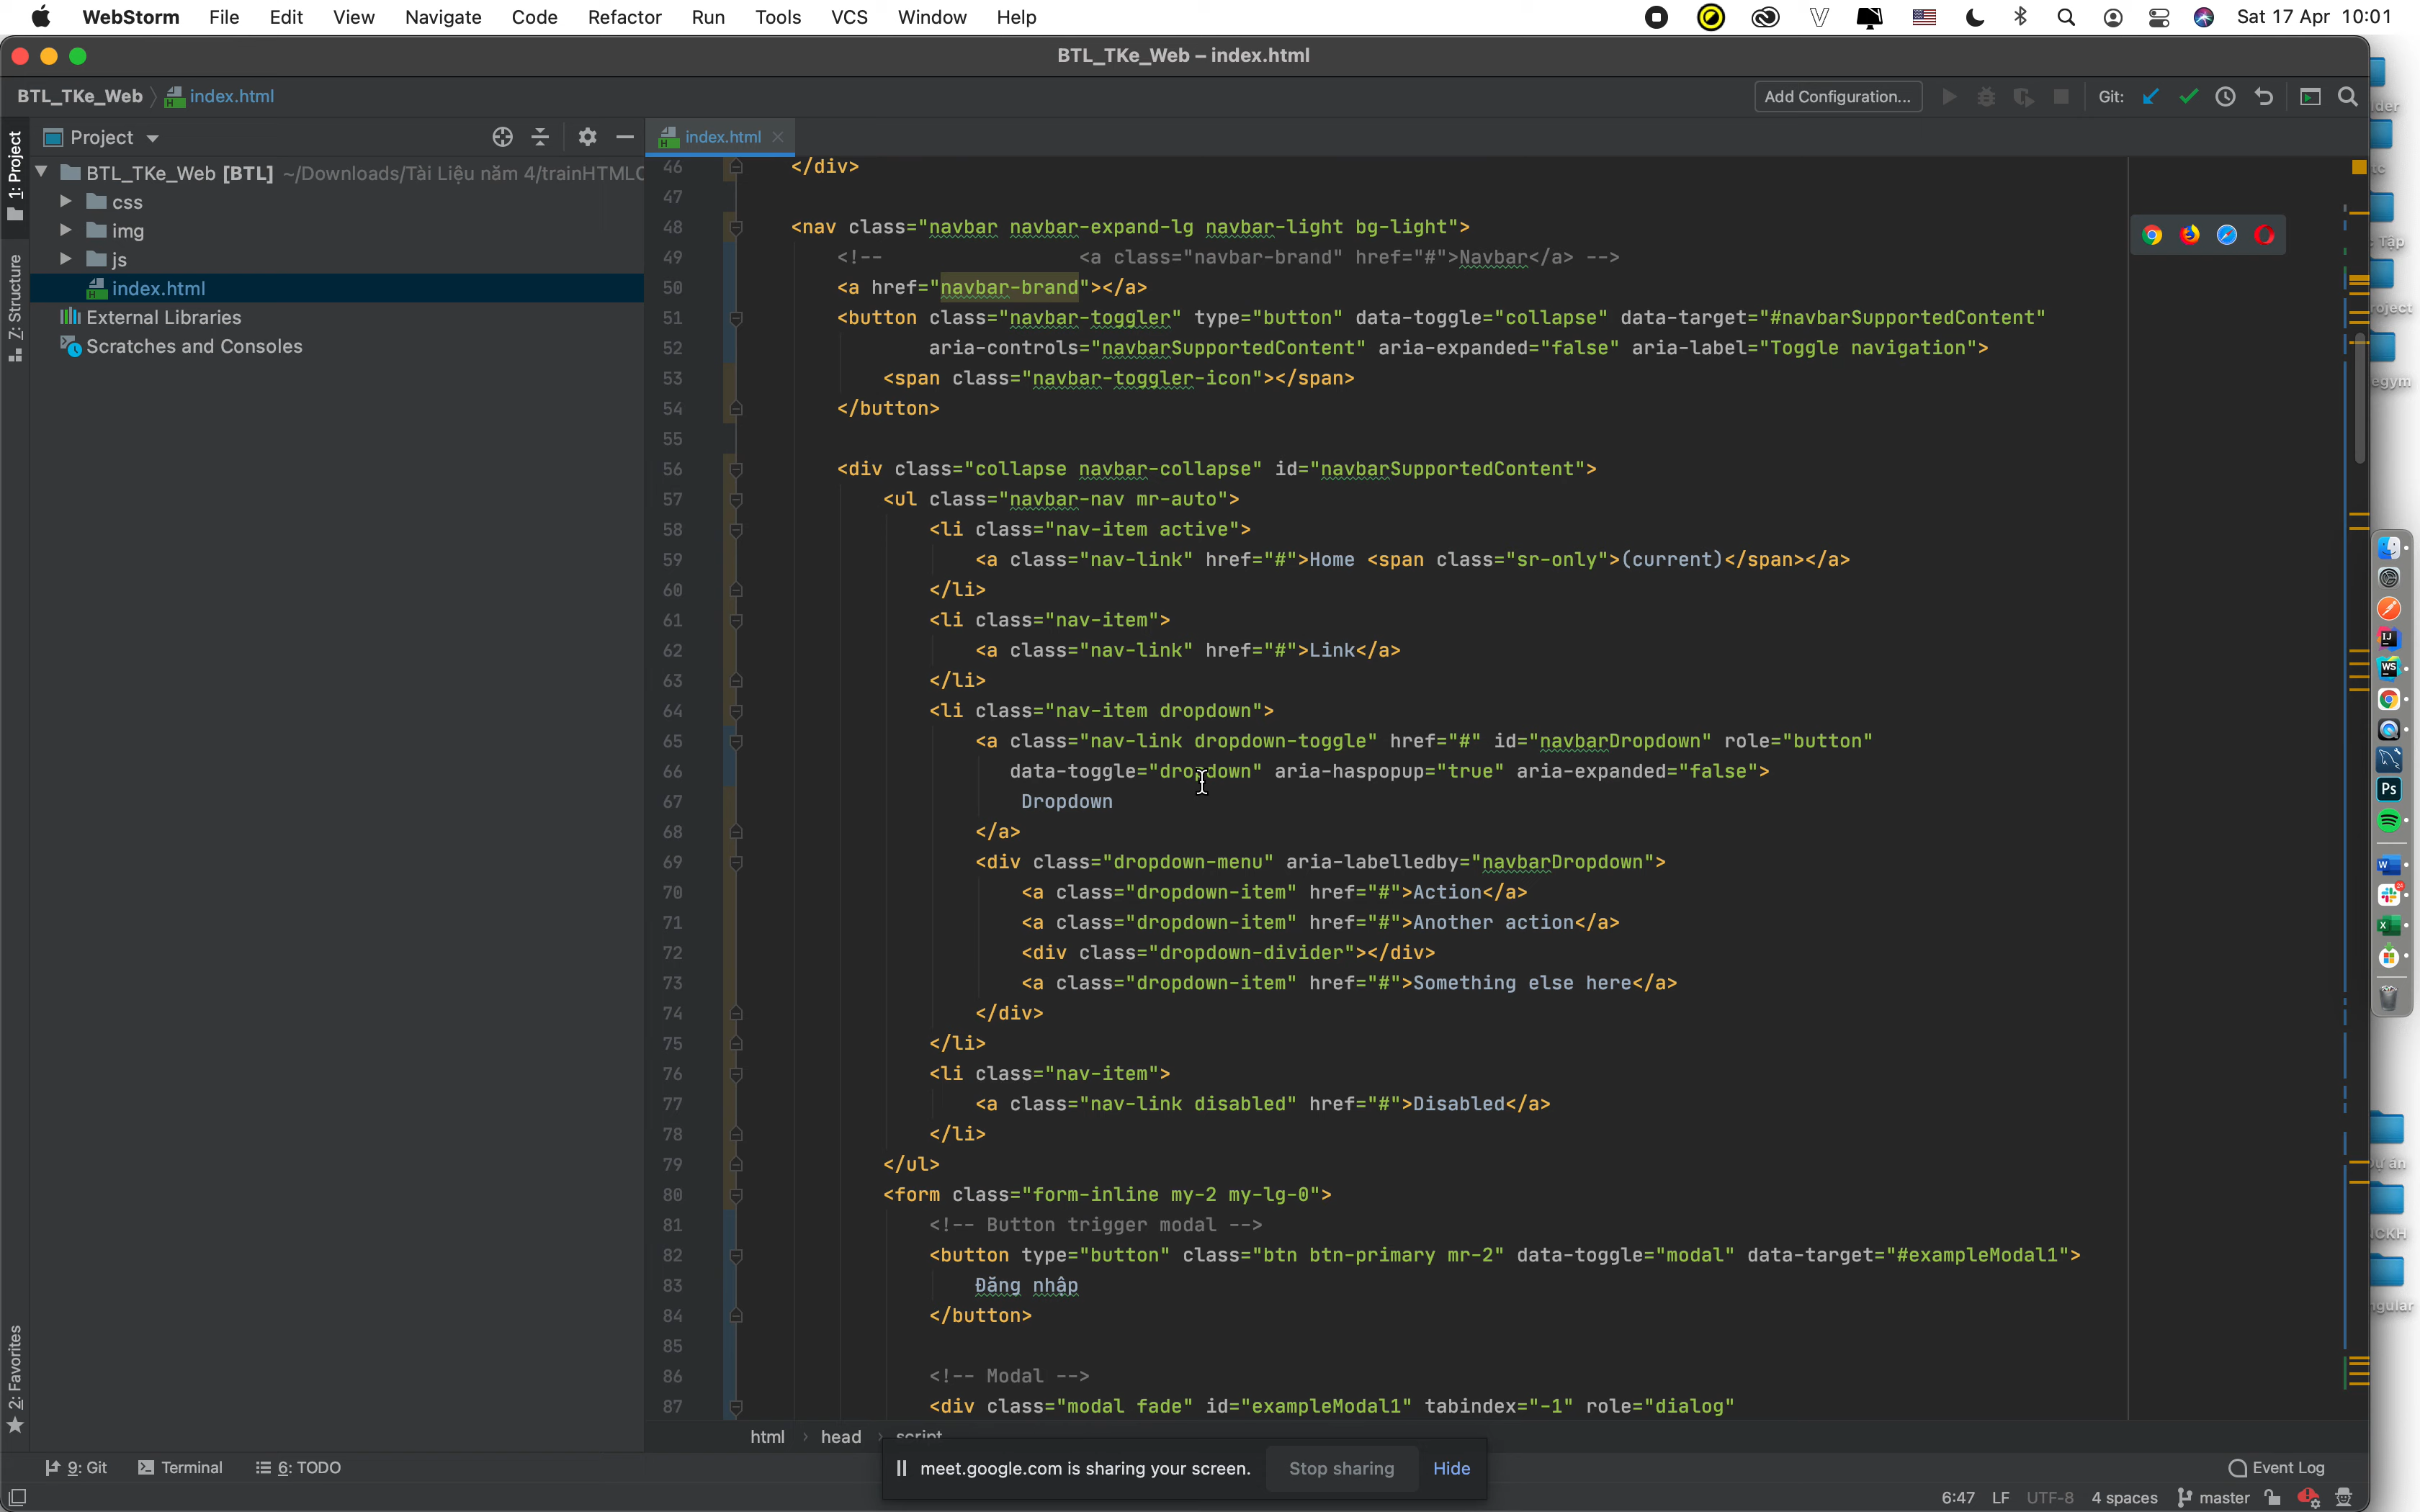 WebStorm File Edit View Navigate Code Refactor Run Tools VCS Window Help Sat 17 Apr 10:01
BTL_TKe_Web – index.html
BTL_TKe_Web index.html Add Configuration... Git:
Project index.html
1: Project
Z: Structure
2: Favorites
BTL_TKe_Web [BTL] ~/Downloads/Tài Liệu năm 4/trainHTMLC
css
img
js
index.html
External Libraries
Scratches and Consoles
46 </div>
47
48 <nav class="navbar navbar-expand-lg navbar-light bg-light">
49 <!-- <a class="navbar-brand" href="#">Navbar</a> -->
50 <a href="navbar-brand"></a>
51 <button class="navbar-toggler" type="button" data-toggle="collapse" data-target="#navbarSupportedContent"
52 aria-controls="navbarSupportedContent" aria-expanded="false" aria-label="Toggle navigation">
53 <span class="navbar-toggler-icon"></span>
54 </button>
55
56 <div class="collapse navbar-collapse" id="navbarSupportedContent">
57 <ul class="navbar-nav mr-auto">
58 <li class="nav-item active">
59 <a class="nav-link" href="#">Home <span class="sr-only">(current)</span></a>
60 </li>
61 <li class="nav-item">
62 <a class="nav-link" href="#">Link</a>
63 </li>
64 <li class="nav-item dropdown">
65 <a class="nav-link dropdown-toggle" href="#" id="navbarDropdown" role="button"
66 data-toggle="dropdown" aria-haspopup="true" aria-expanded="false">
67 Dropdown
68 </a>
69 <div class="dropdown-menu" aria-labelledby="navbarDropdown">
70 <a class="dropdown-item" href="#">Action</a>
71 <a class="dropdown-item" href="#">Another action</a>
72 <div class="dropdown-divider"></div>
73 <a class="dropdown-item" href="#">Something else here</a>
74 </div>
75 </li>
76 <li class="nav-item">
77 <a class="nav-link disabled" href="#">Disabled</a>
78 </li>
79 </ul>
80 <form class="form-inline my-2 my-lg-0">
81 <!-- Button trigger modal -->
82 <button type="button" class="btn btn-primary mr-2" data-toggle="modal" data-target="#exampleModal1">
83 Đăng nhập
84 </button>
85
86 <!-- Modal -->
87 <div class="modal fade" id="exampleModal1" tabindex="-1" role="dialog"
html head script
9: Git Terminal 6: TODO Event Log
meet.google.com is sharing your screen. Stop sharing Hide
6:47 LF UTF-8 4 spaces master